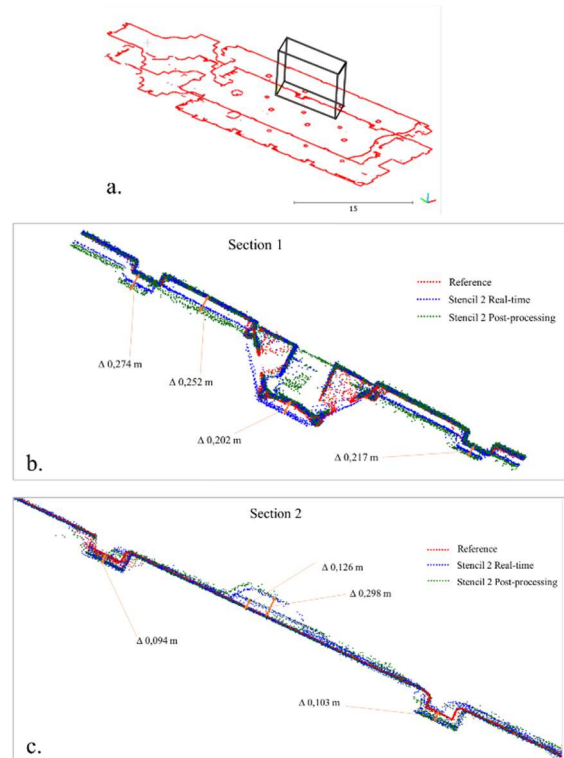 15
a.
Section 1
Reference
Stencil 2 Real-time
Stencil 2 Post-processing
Δ 0,274 m
Δ 0,252 m
Δ 0,202 m
Δ 0,217 m
b.
Section 2
Reference
Stencil 2 Real-time
Stencil 2 Post-processing
Δ 0,126 m
Δ 0,298 m
Δ 0,094 m
Δ 0,103 m
c.